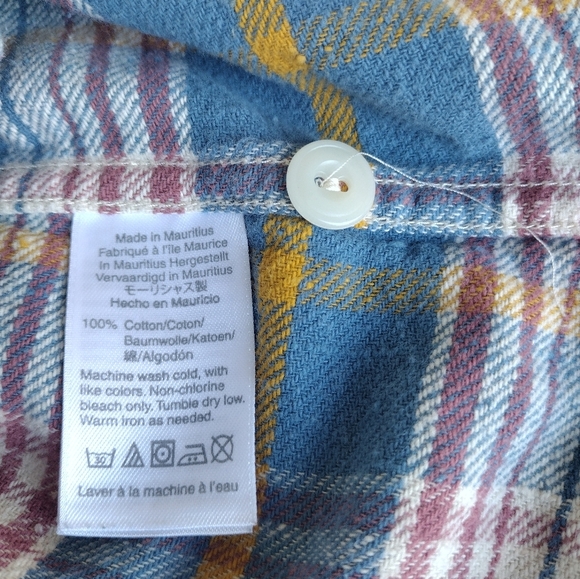 Made in Mauritius
Fabriqué à l'Ile Maurice
In Mauritius Hergestellt
Vervaardigd in Mauritius
モーリシャス製
Hecho en Mauricio
100% Cotton/Coton/
Baumwolle/Katoen/
綿/Algodón
Machine wash cold, with
like colors. Non-chlorine
bleach only. Tumble dry low.
Warm iron as needed.
30
Laver à la machine à l'eau